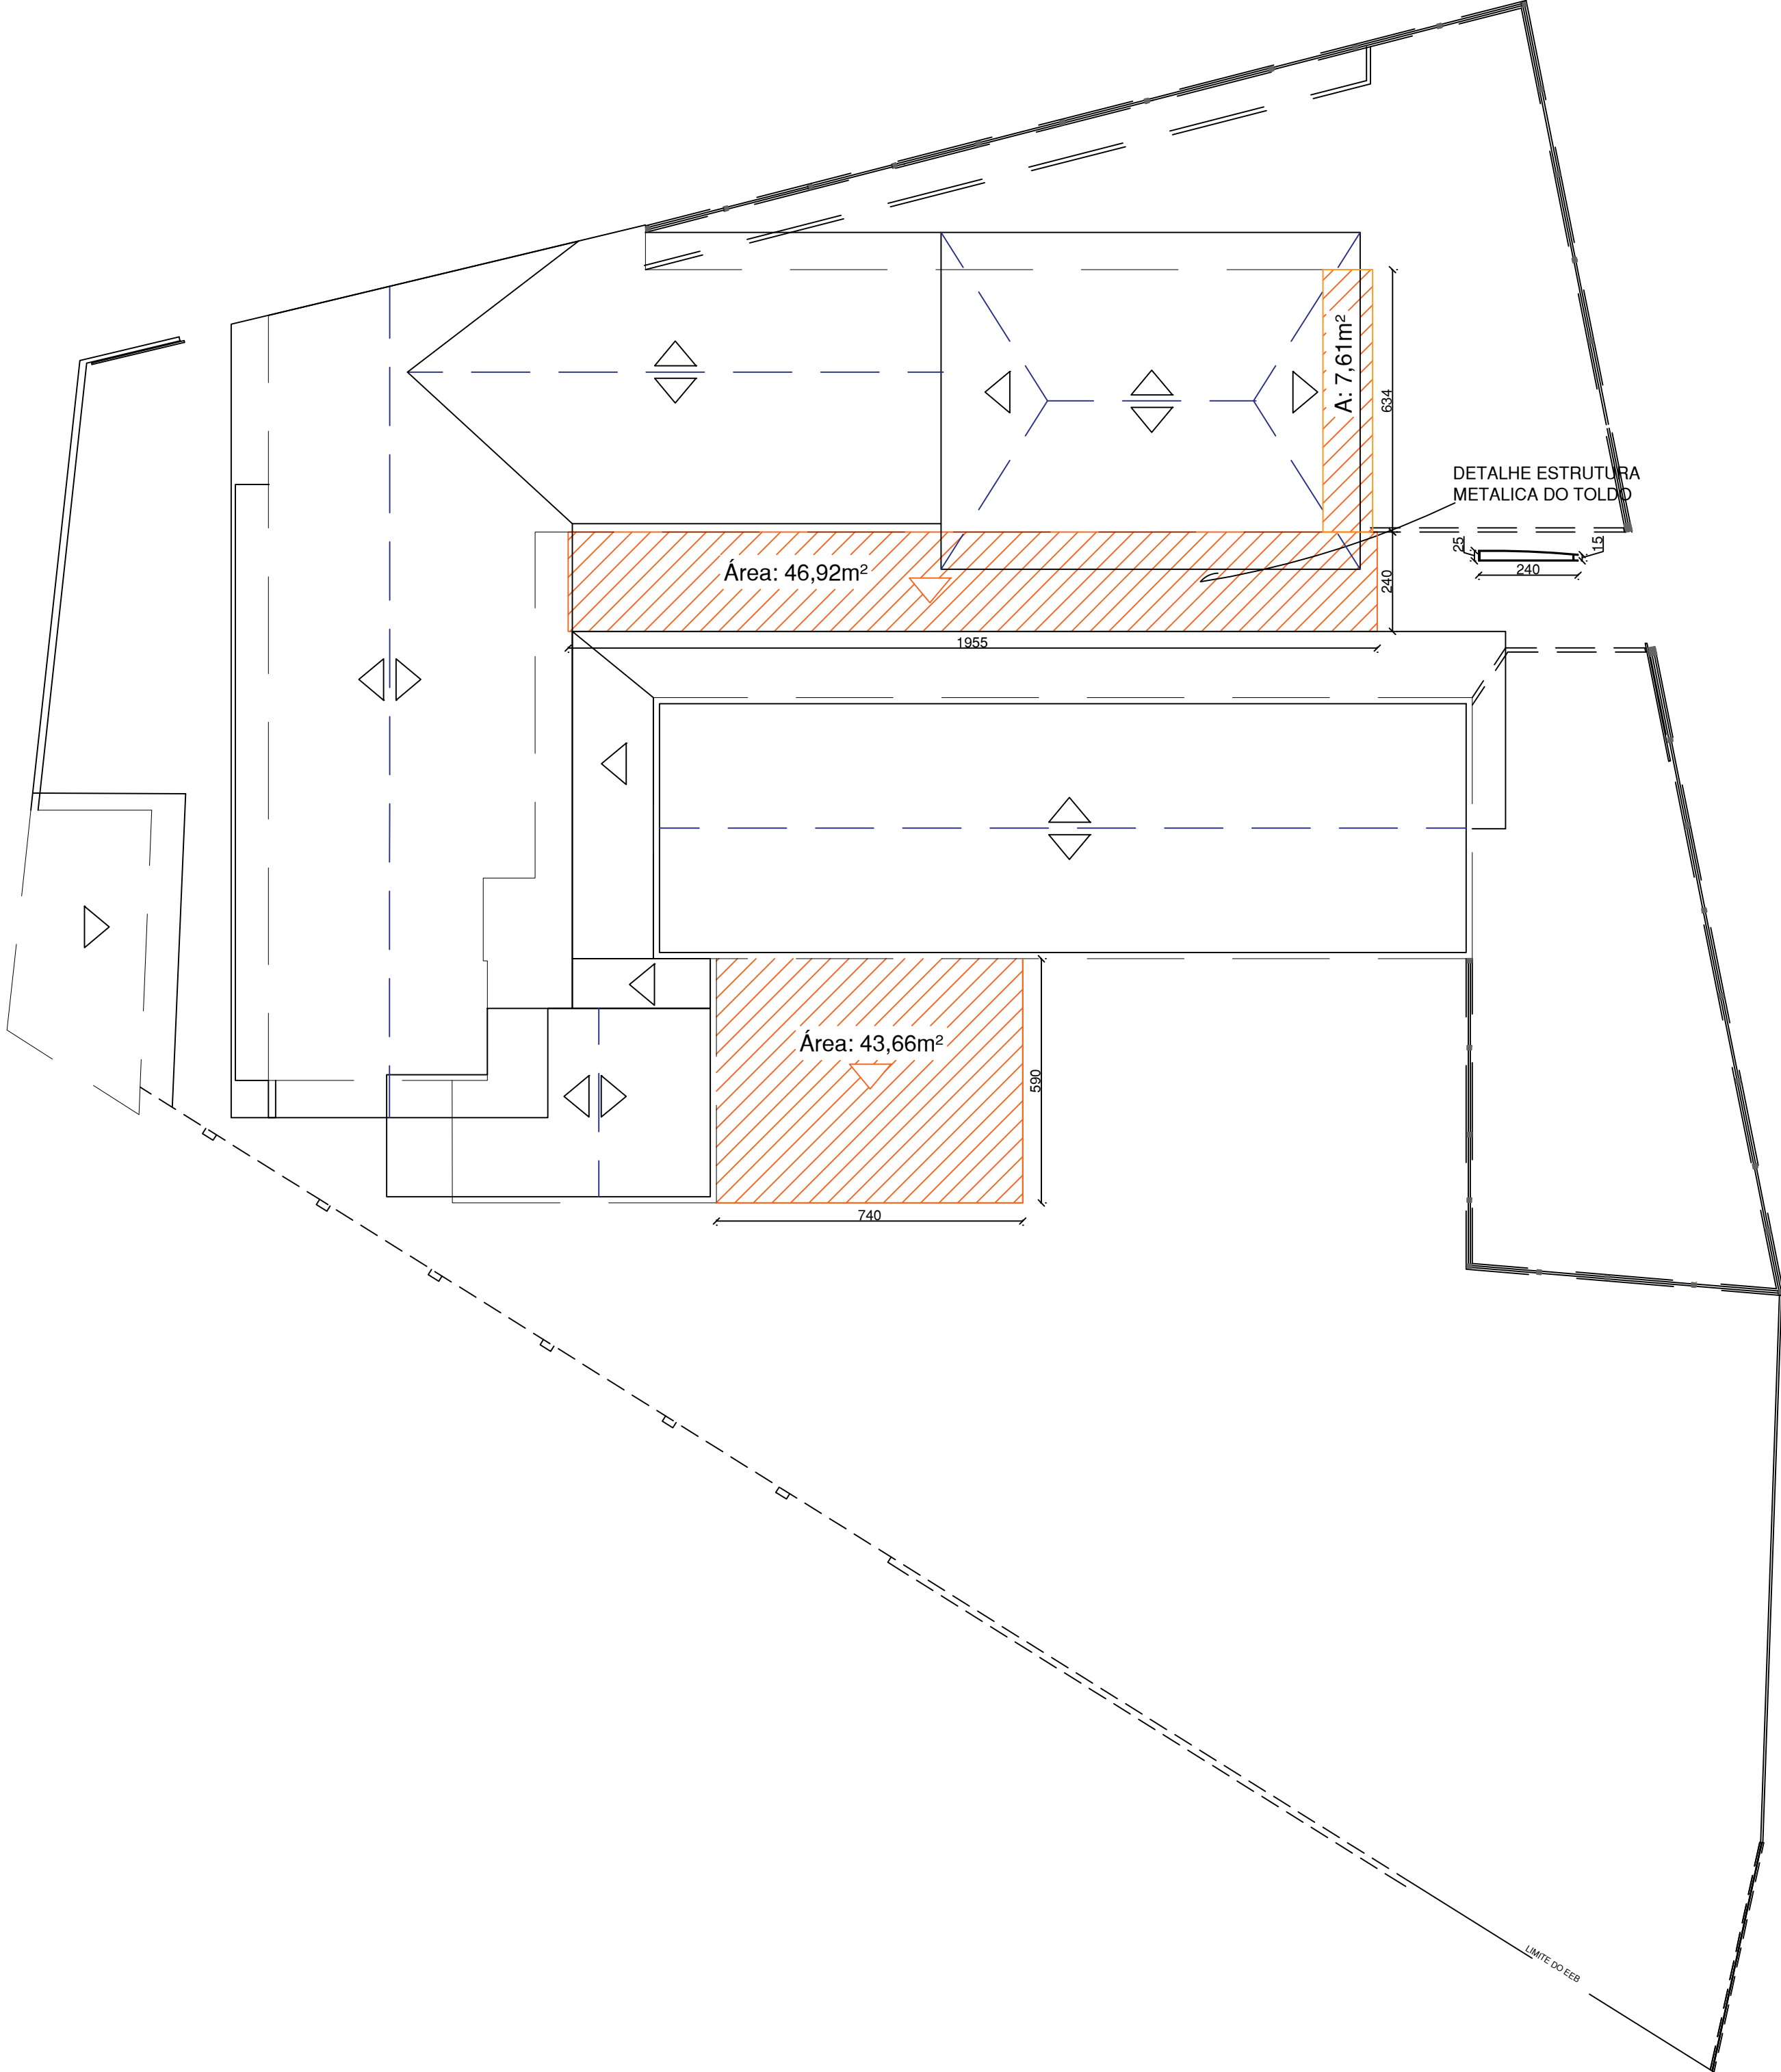 A: 7,61m²
634
DETALHE ESTRUTURA
METALICA DO TOLDO
25
15
240
Área: 46,92m²
240
1955
Área: 43,66m²
590
740
LIMITE DO EEB